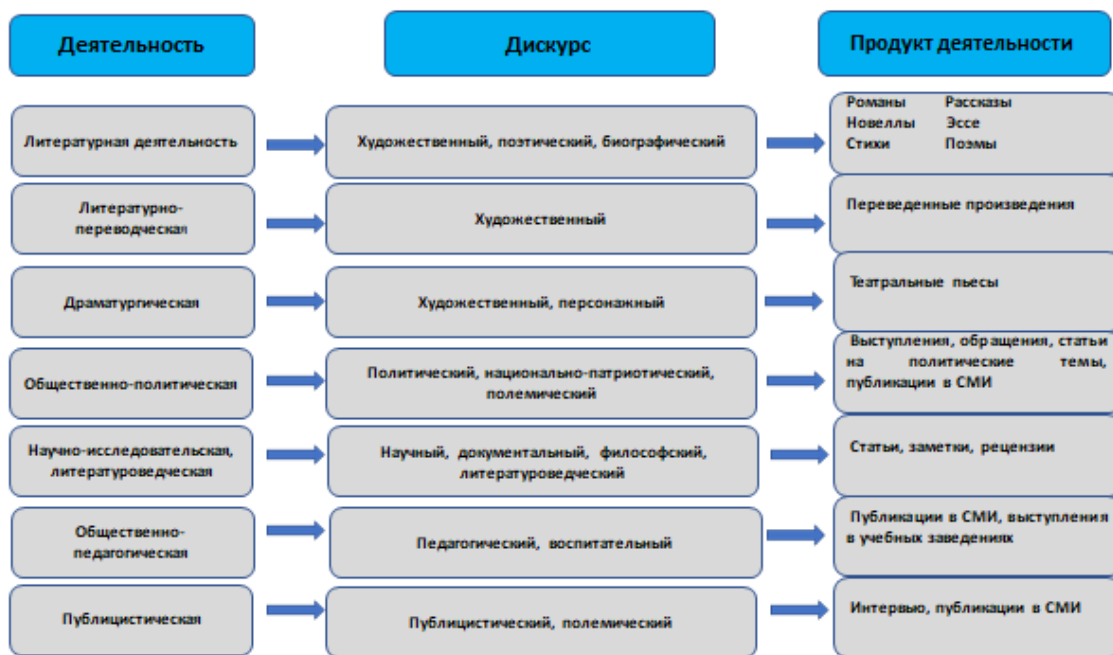 Деятельность
Дискурс
Продукт деятельности
Литературная деятельность
Художественный, поэтический, биографический
Романы Рассказы
Новеллы Эссе
Стихи Поэмы
Литературно-
переводческая
Художественный
Переведенные произведения
Драматургическая
Художественный, персонажный
Театральные пьесы
Общественно-политическая
Политический, национально-патриотический,
полемический
Выступления, обращения, статьи
на политические темы,
публикации в СМИ
Научно-исследовательская,
литературоведческая
Научный, документальный, философский,
литературоведческий
Статьи, заметки, рецензии
Общественно-
педагогическая
Педагогический, воспитательный
Публикации в СМИ, выступления
в учебных заведениях
Публицистическая
Публицистический, полемический
Интервью, публикации в СМИ